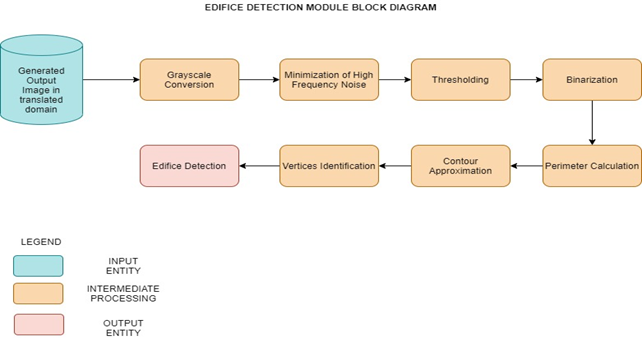 EDIFICE DETECTION MODULE BLOCK DIAGRAM
Generated
Output
Image in
translated
domain
Grayscale
Conversion
Minimization of High
Frequency Noise
Thresholding
Binarization
Edifice Detection
Vertices Identification
Contour
Approximation
Perimeter Calculation
LEGEND
INPUT
ENTITY
INTERMEDIATE
PROCESSING
OUTPUT
ENTITY